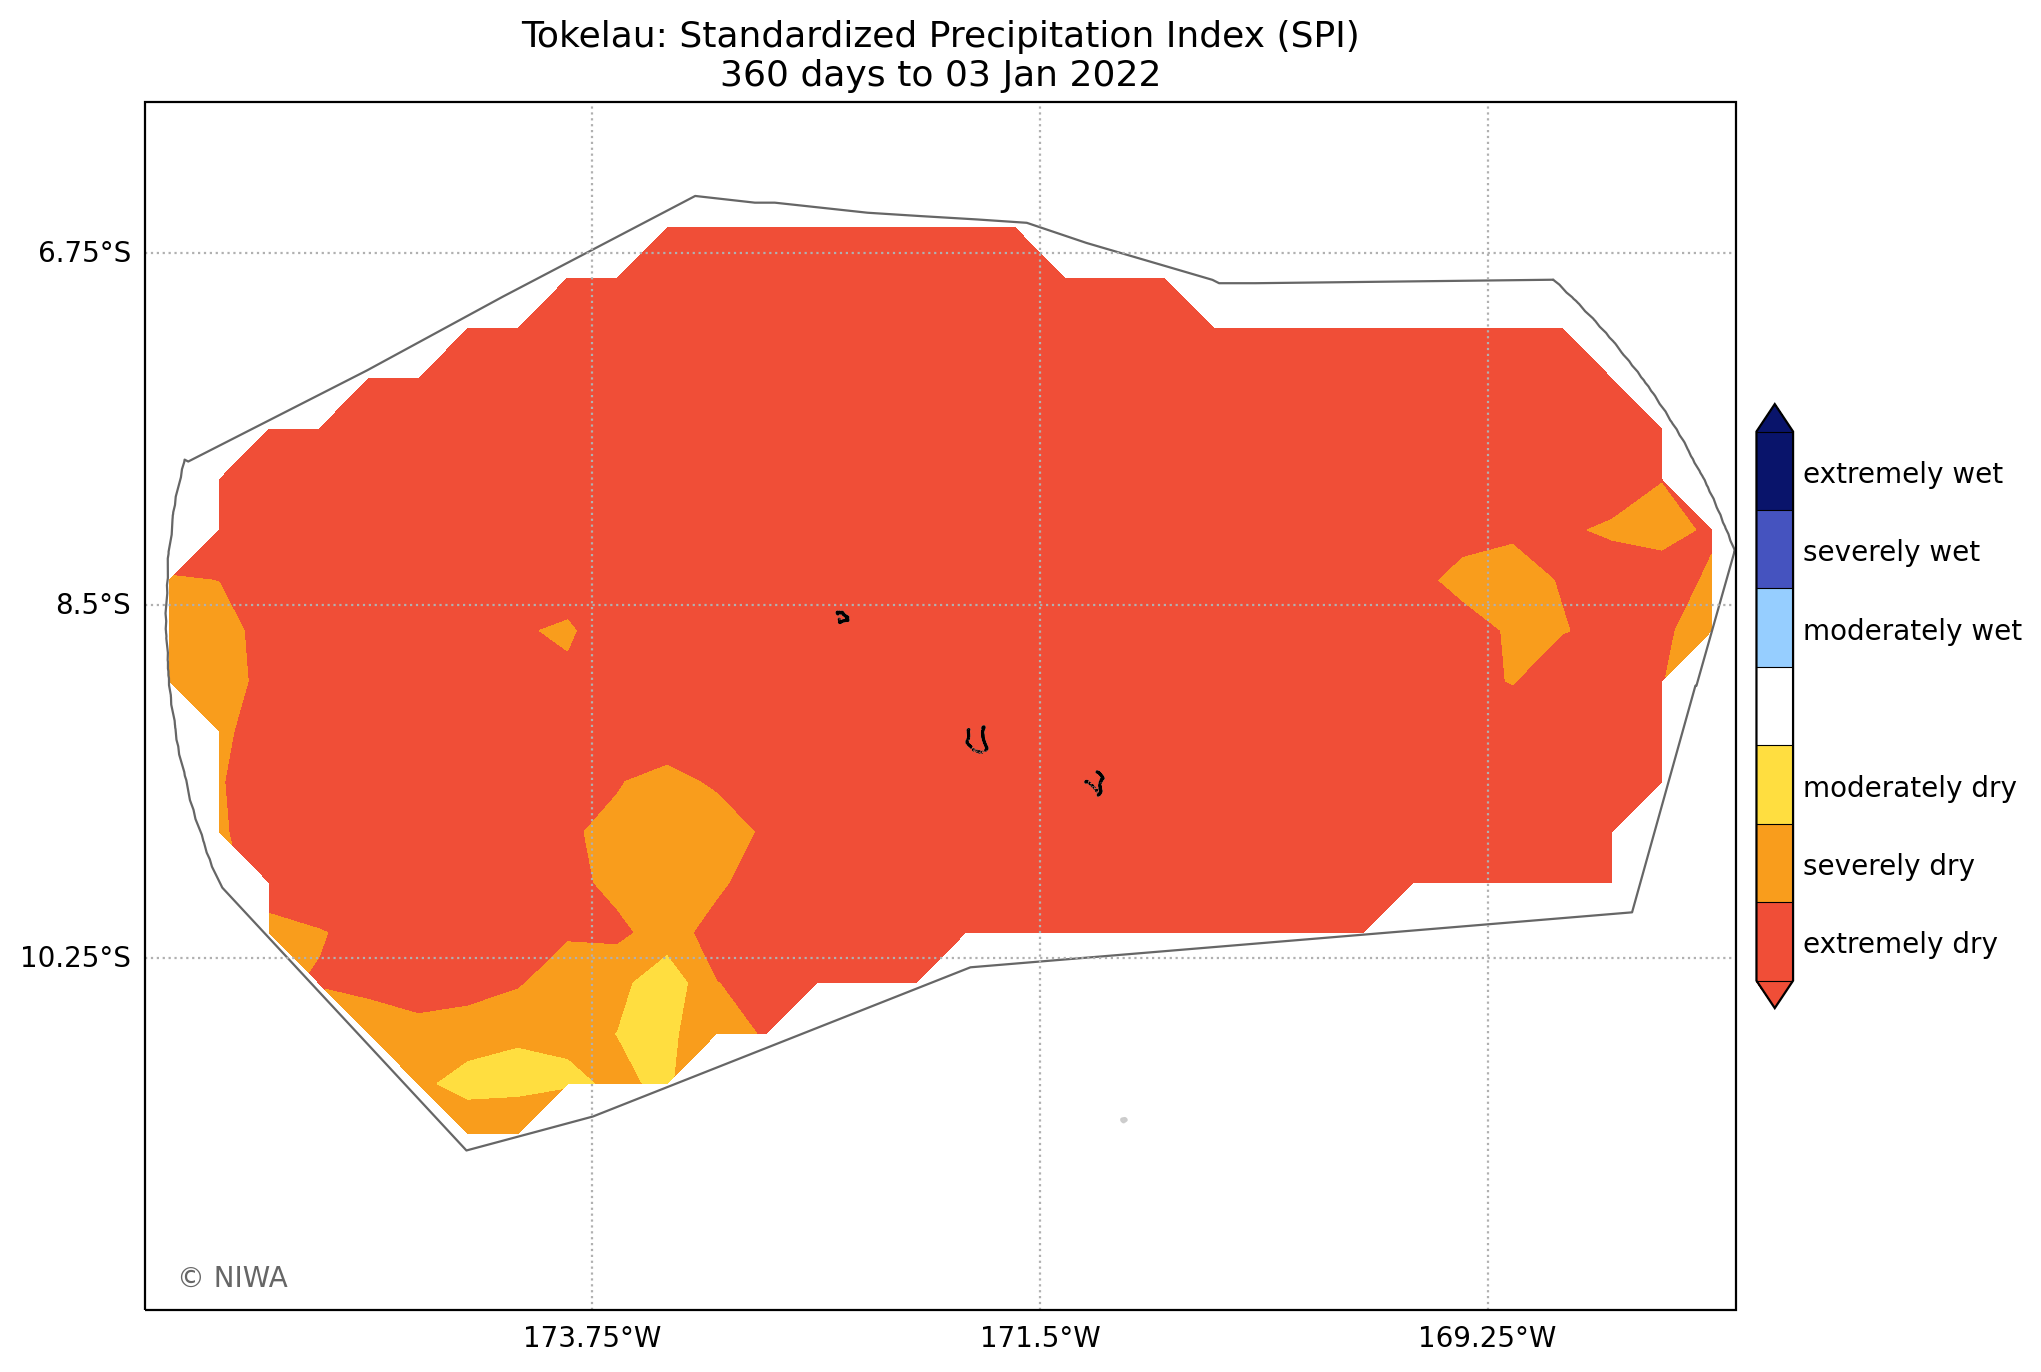 Tokelau: Standardized Precipitation Index (SPI)
360 days to 03 Jan 2022
6.75°S
8.5°S
10.25°S
173.75°W
171.5°W
169.25°W
extremely wet
severely wet
moderately wet
moderately dry
severely dry
extremely dry
© NIWA